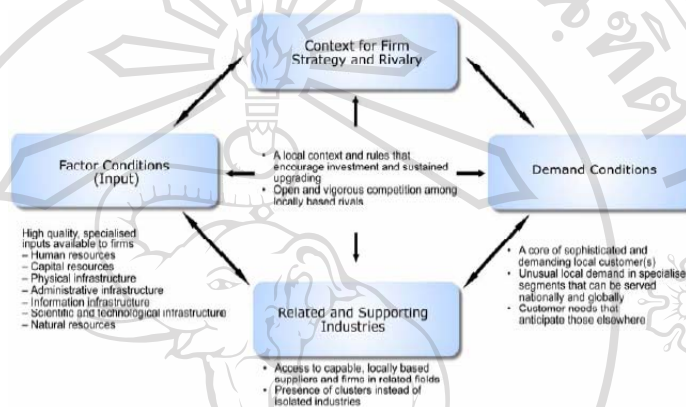 Context for Firm
Strategy and Rivalry
Factor Conditions
(Input)
• A local context and rules that
encourage investment and sustained
upgrading
• Open and vigorous competition among
locally based rivals
Demand Conditions
High quality, specialised
inputs available to firms
– Human resources
– Capital resources
– Physical infrastructure
– Administrative infrastructure
– Information infrastructure
– Scientific and technological infrastructure
– Natural resources
• A core of sophisticated and
demanding local customer(s)
• Unusual local demand in specialise
segments that can be served
nationally and globally
• Customer needs that
anticipate those elsewhere
Related and Supporting
Industries
• Access to capable, locally based
suppliers and firms in related fields
• Presence of clusters instead of
isolated industries